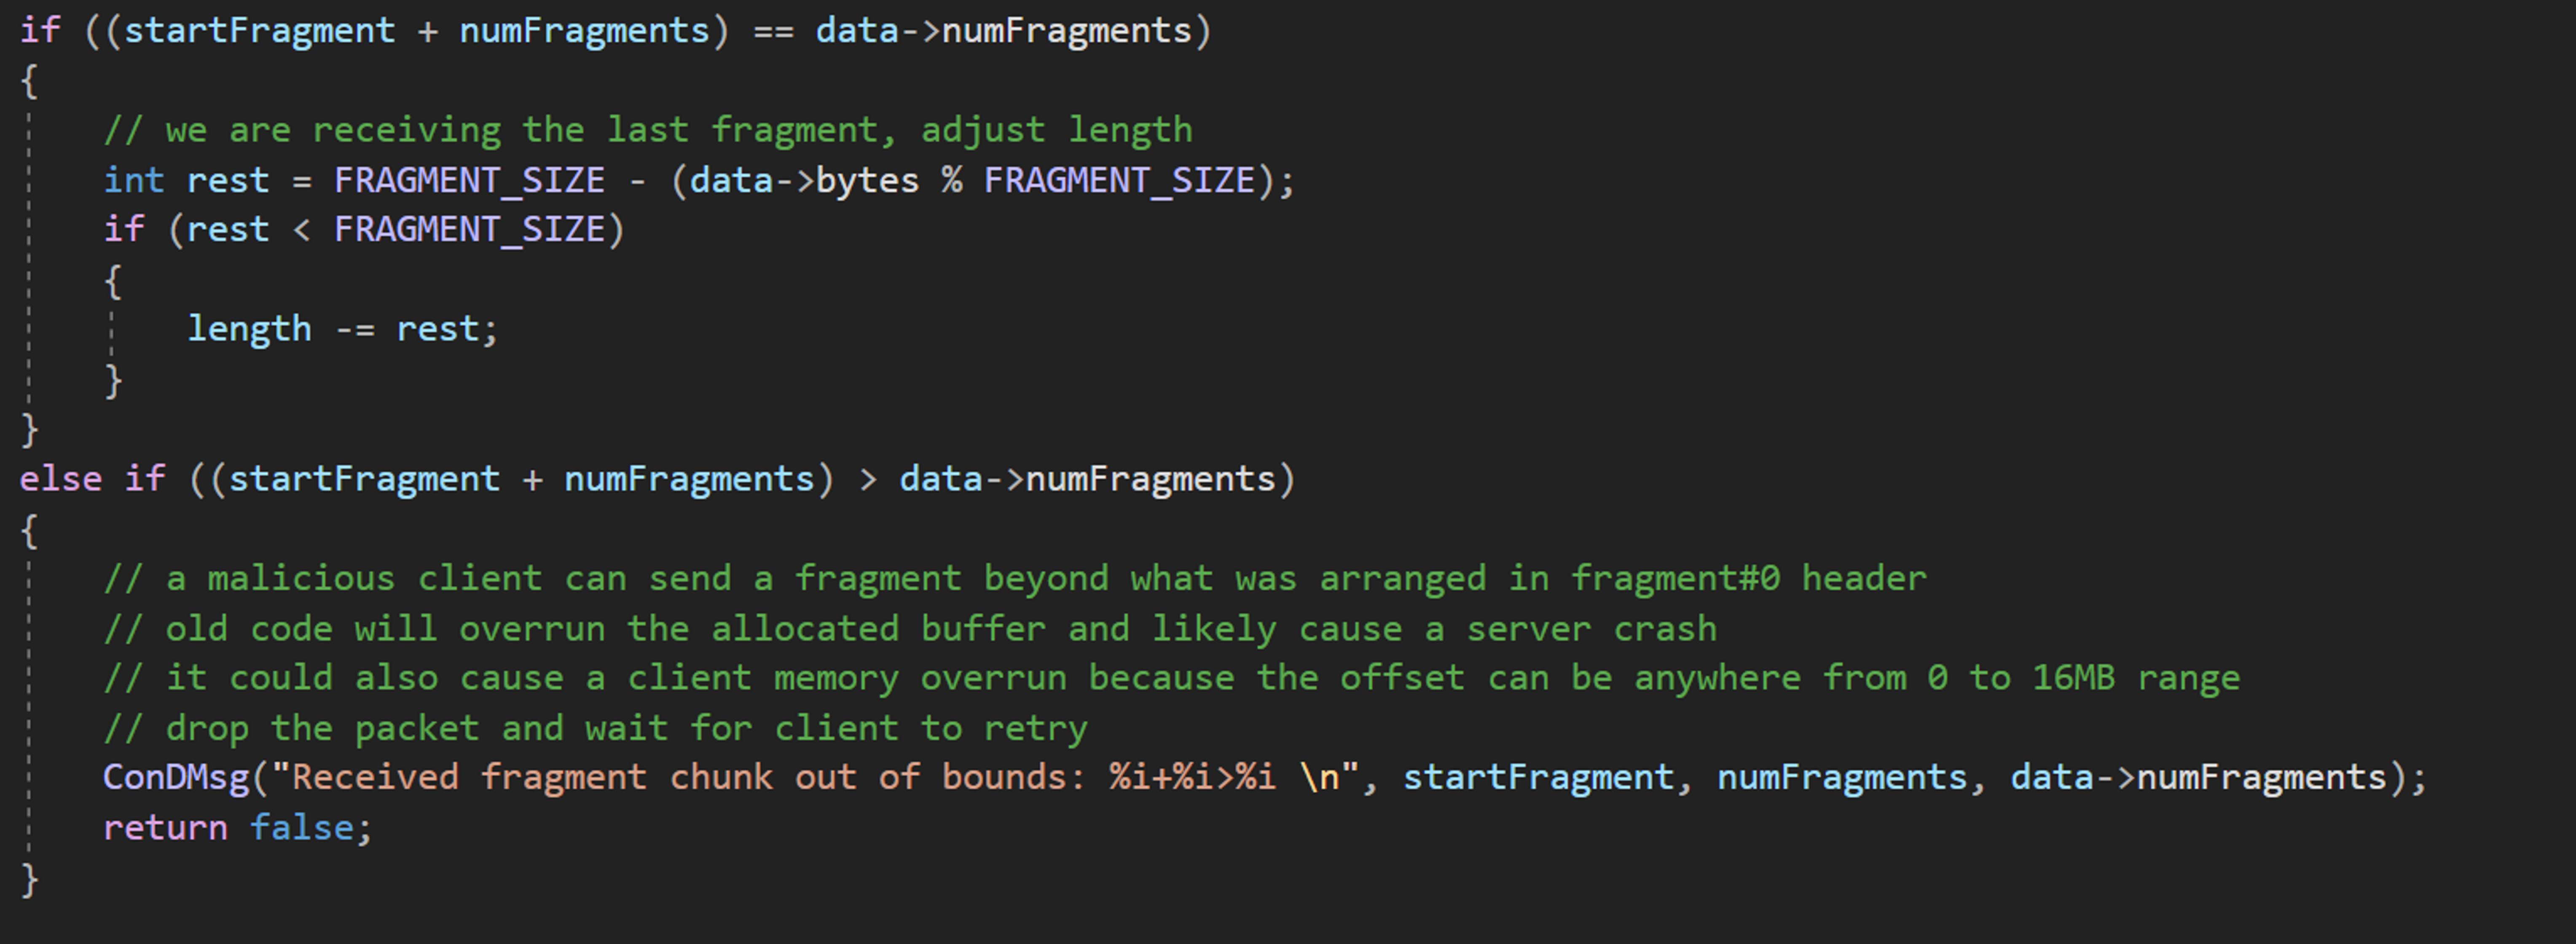 if ((startFragment + numFragments) == data->numFragments)
{
    // we are receiving the last fragment, adjust length
    int rest = FRAGMENT_SIZE - (data->bytes % FRAGMENT_SIZE);
    if (rest < FRAGMENT_SIZE)
    {
        length -= rest;
    }
}
else if ((startFragment + numFragments) > data->numFragments)
{
    // a malicious client can send a fragment beyond what was arranged in fragment#0 header
    // old code will overrun the allocated buffer and likely cause a server crash
    // it could also cause a client memory overrun because the offset can be anywhere from 0 to 16MB range
    // drop the packet and wait for client to retry
    ConDMsg("Received fragment chunk out of bounds: %i+%i>%i \n", startFragment, numFragments, data->numFragments);
    return false;
}